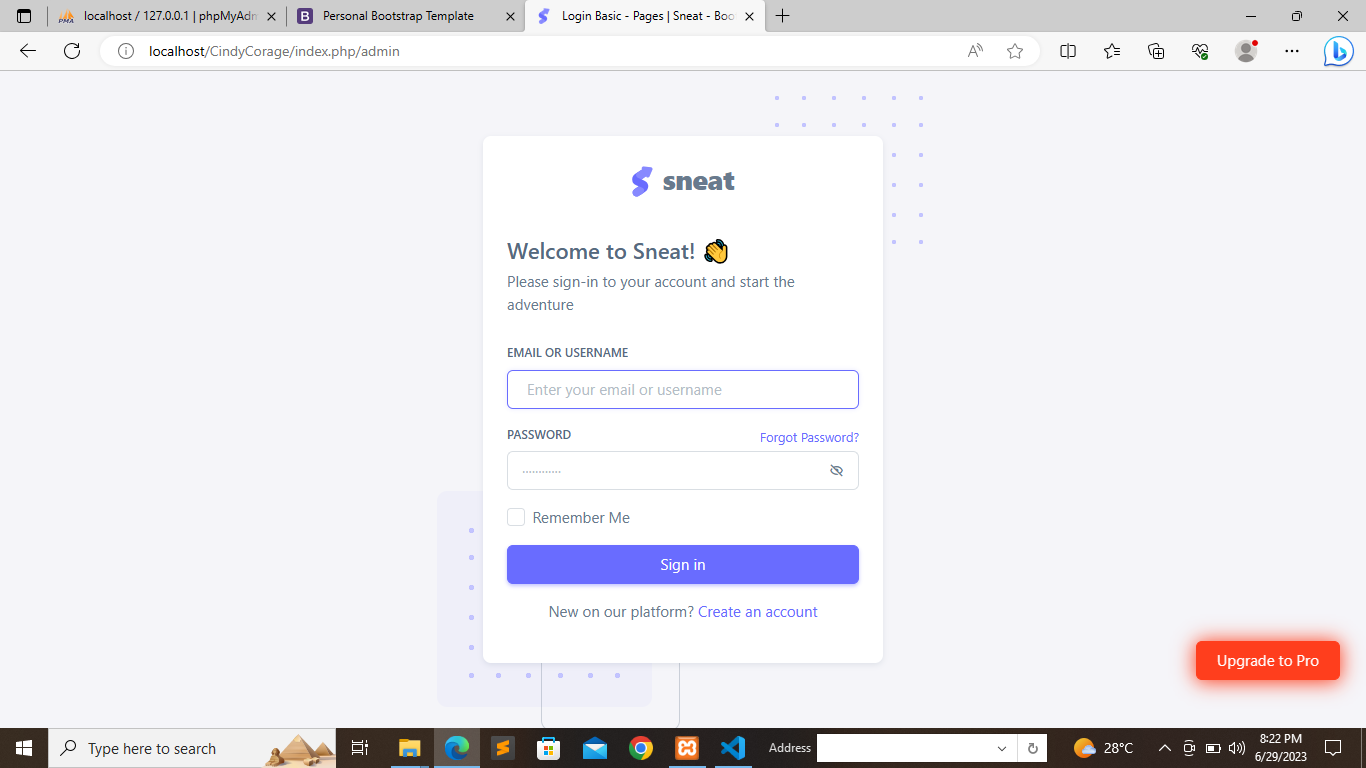 localhost / 127.0.0.1 | phpMyAdm
Personal Bootstrap Template
Login Basic - Pages | Sneat - Boo
localhost/CindyCorage/index.php/admin
sneat
Welcome to Sneat! 👋
Please sign-in to your account and start the
adventure
EMAIL OR USERNAME
Enter your email or username
PASSWORD
Forgot Password?
············
Remember Me
Sign in
New on our platform? Create an account
Upgrade to Pro
Type here to search
Address
28°C
8:22 PM
6/29/2023